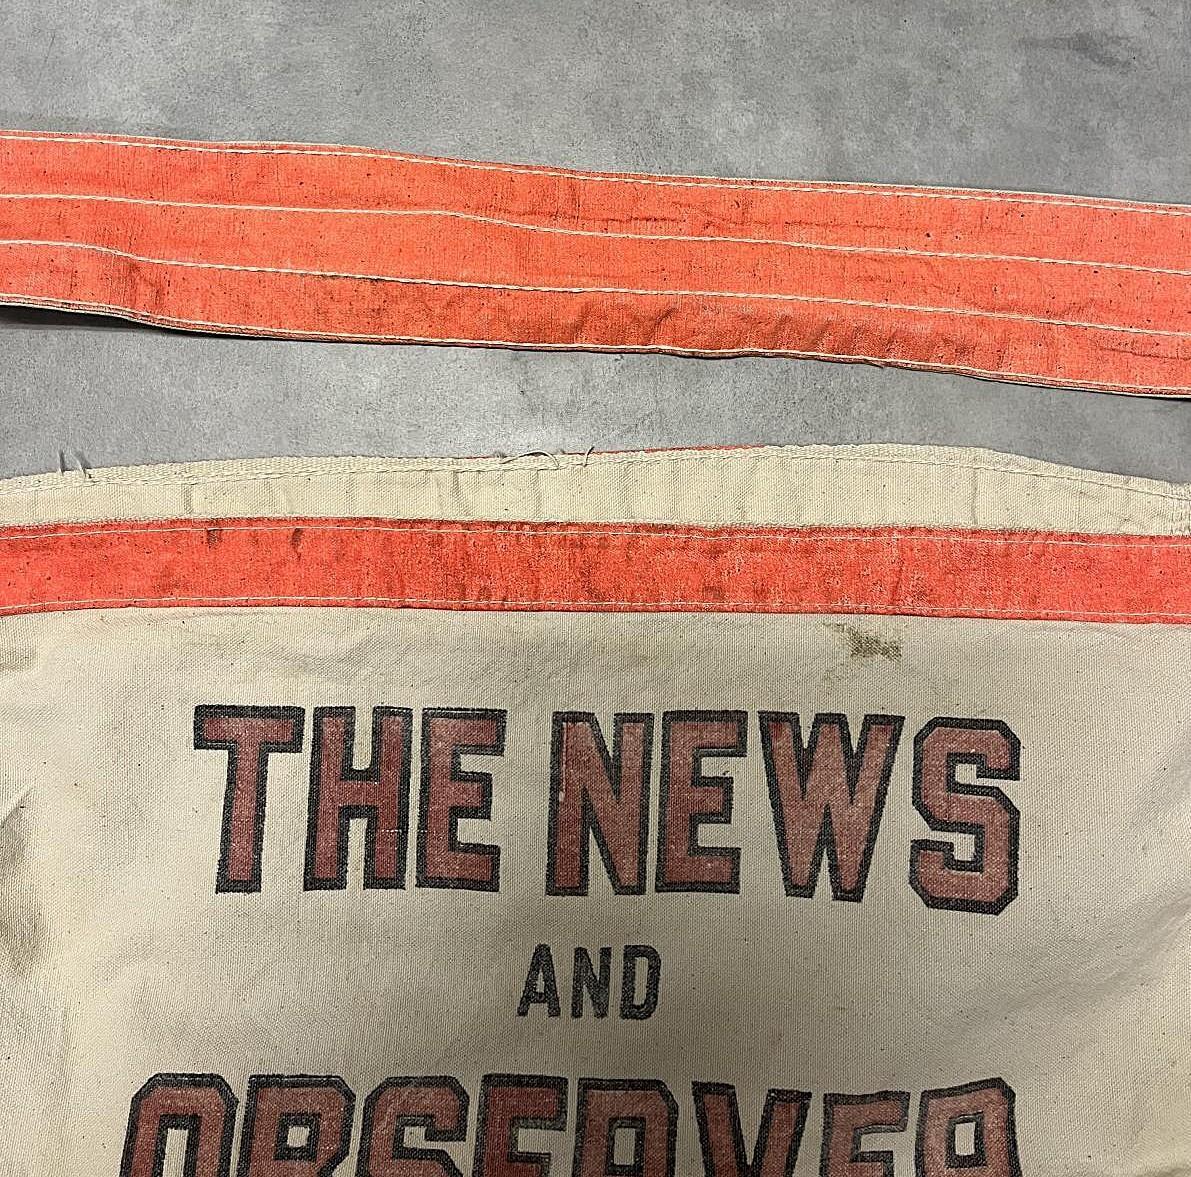 THE NEWS
AND
OBSERVER